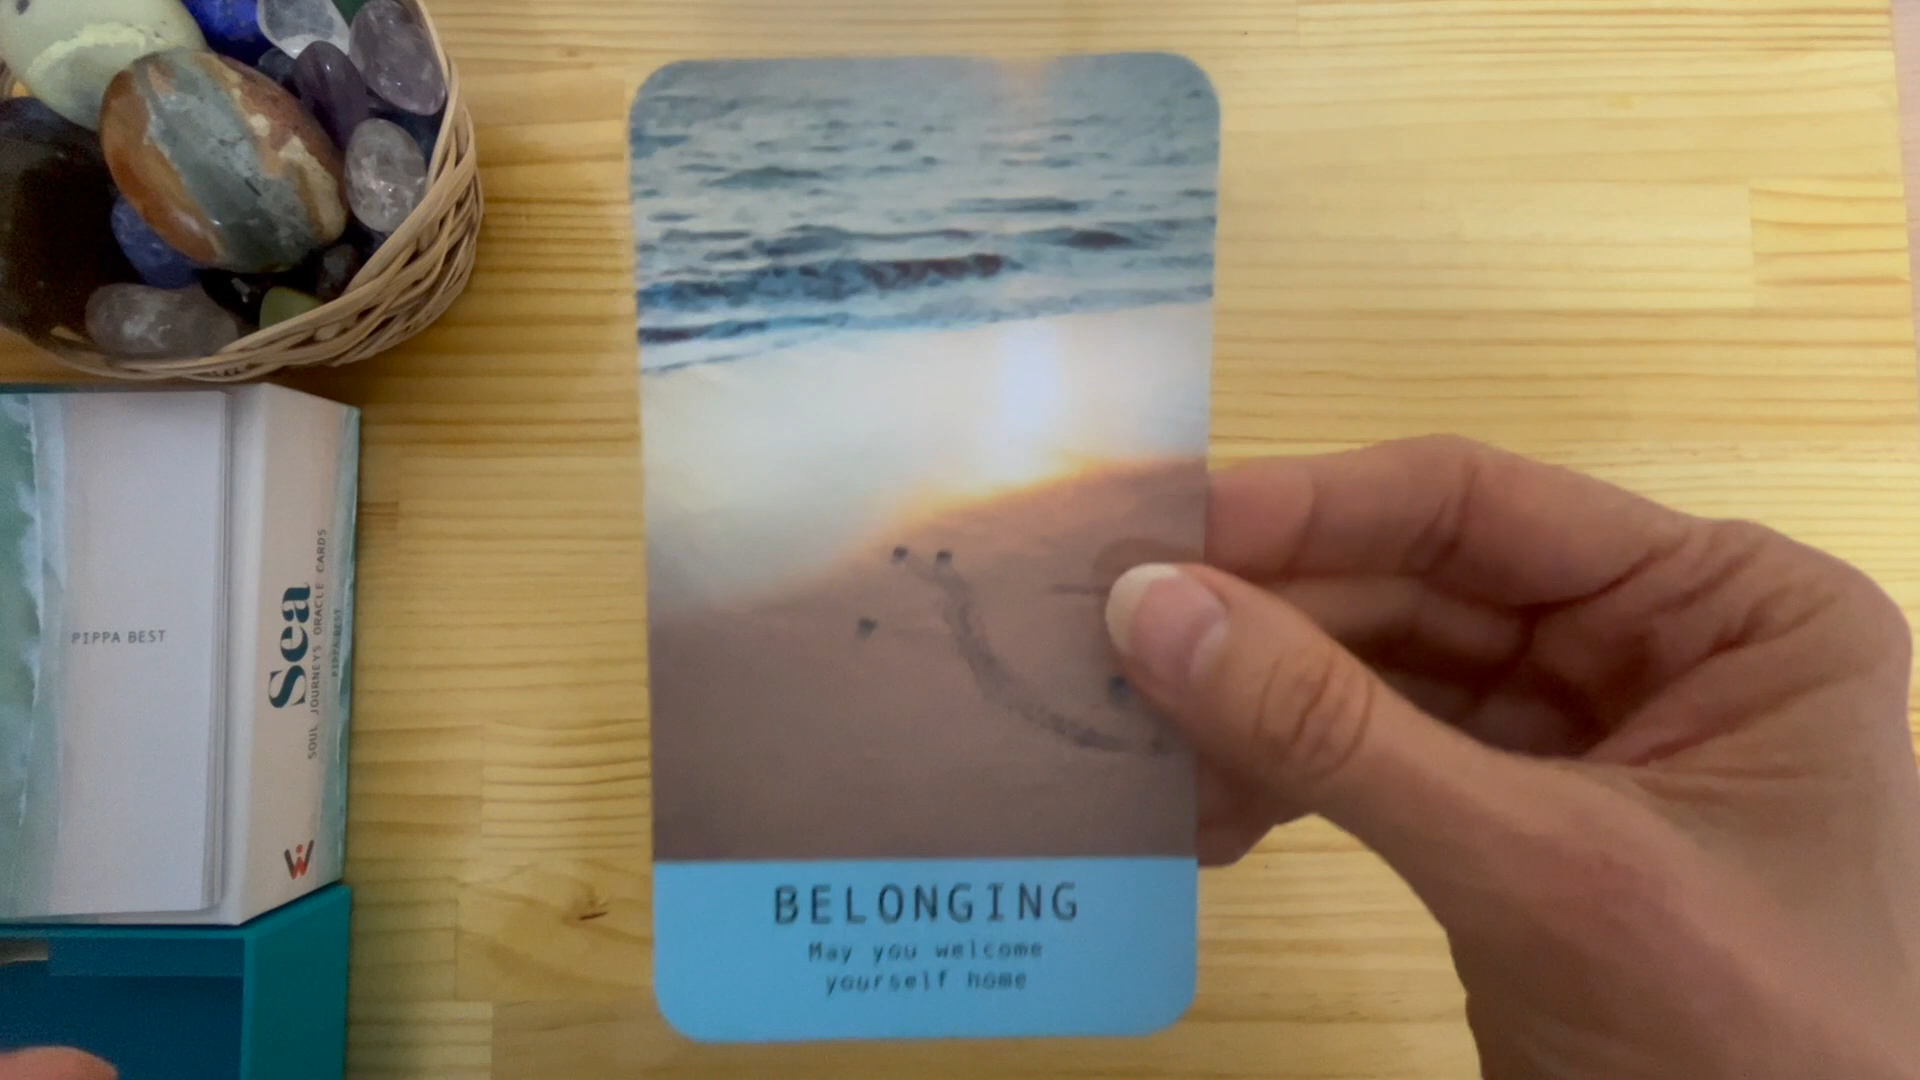 PIPPA BEST
Sea
SOUL JOURNEYS ORACLE CARDS
PIPPA BEST
BELONGING
May you welcome
yourself home